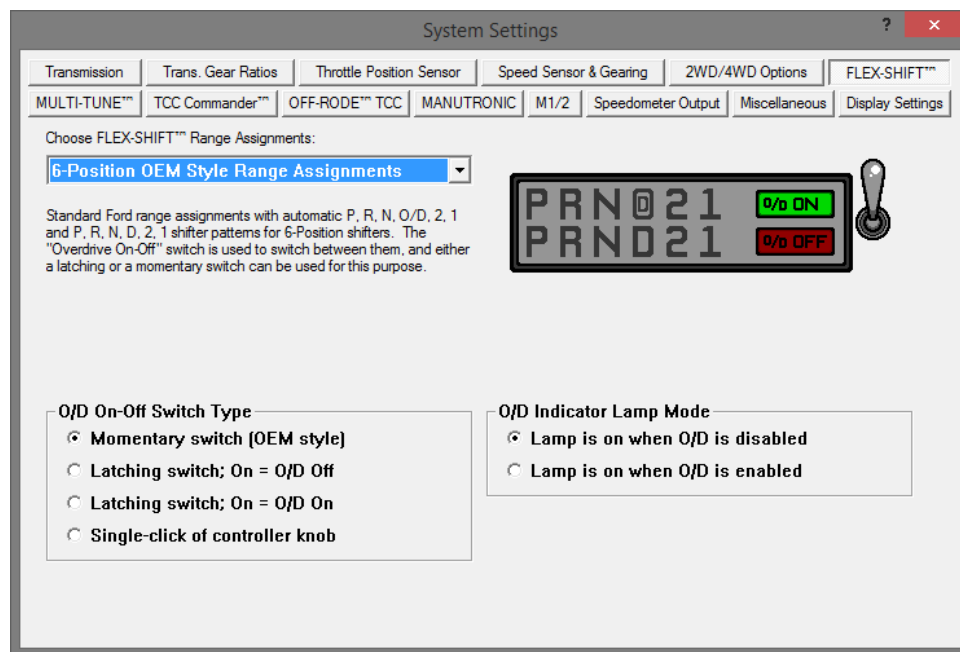 System Settings
? ×
Transmission Trans. Gear Ratios Throttle Position Sensor Speed Sensor & Gearing 2WD/4WD Options FLEX-SHIFT™
MULTI-TUNE™ TCC Commander™ OFF-RODE™ TCC MANUTRONIC M1/2 Speedometer Output Miscellaneous Display Settings
Choose FLEX-SHIFT™ Range Assignments:
6-Position OEM Style Range Assignments
Standard Ford range assignments with automatic P, R, N, O/D, 2, 1
and P, R, N, D, 2, 1 shifter patterns for 6-Position shifters. The
"Overdrive On-Off" switch is used to switch between them, and either
a latching or a momentary switch can be used for this purpose.
P R N D 2 1 O/D ON
P R N D 2 1 O/D OFF
O/D On-Off Switch Type
Momentary switch (OEM style)
Latching switch; On = O/D Off
Latching switch; On = O/D On
Single-click of controller knob
O/D Indicator Lamp Mode
Lamp is on when O/D is disabled
Lamp is on when O/D is enabled